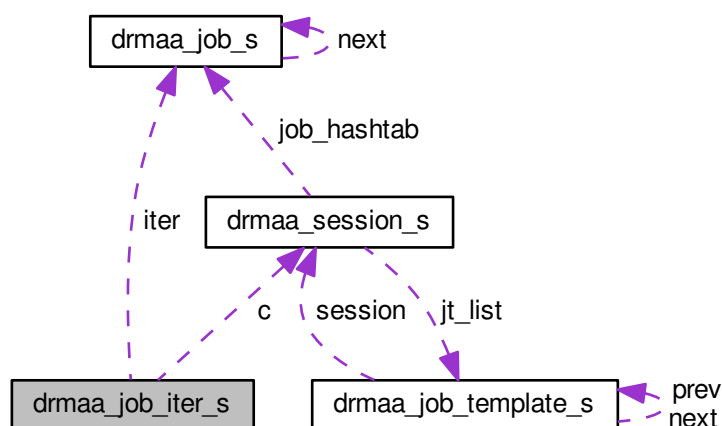 drmaa_job_s
next
job_hashtab
iter
drmaa_session_s
c
session
jt_list
drmaa_job_iter_s
drmaa_job_template_s
prev
next